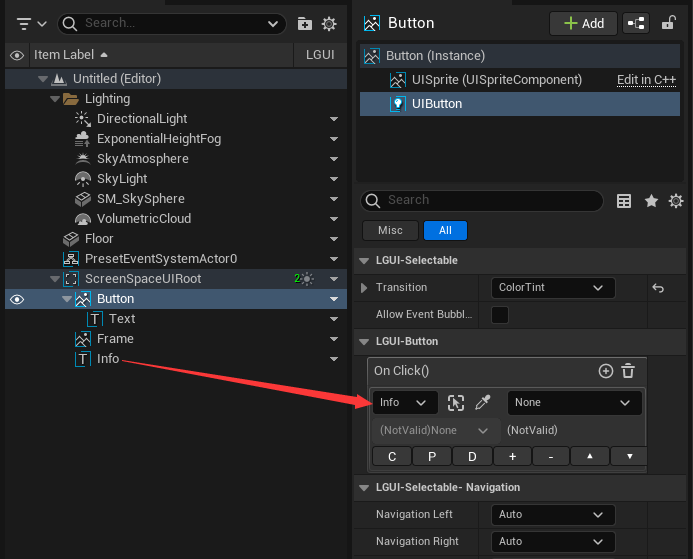 Search...
Item Label
LGUI
Untitled (Editor)
Lighting
DirectionalLight
ExponentialHeightFog
SkyAtmosphere
SkyLight
SM_SkySphere
VolumetricCloud
Floor
PresetEventSystemActor0
ScreenSpaceUIRoot
2
Button
Text
Frame
Info
Button
+ Add
Button (Instance)
UISprite (UISpriteComponent)
Edit in C++
UIButton
Search
Misc
All
LGUI-Selectable
Transition
ColorTint
Allow Event Bubbl...
LGUI-Button
On Click()
Info
None
(NotValid)None
(NotValid)
C P D + -
LGUI-Selectable- Navigation
Navigation Left
Auto
Navigation Right
Auto